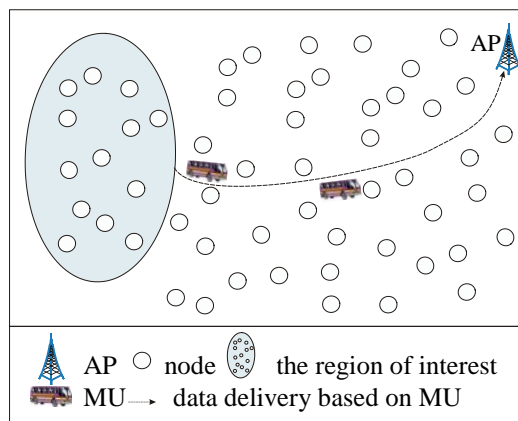 AP
AP node the region of interest
MU data delivery based on MU